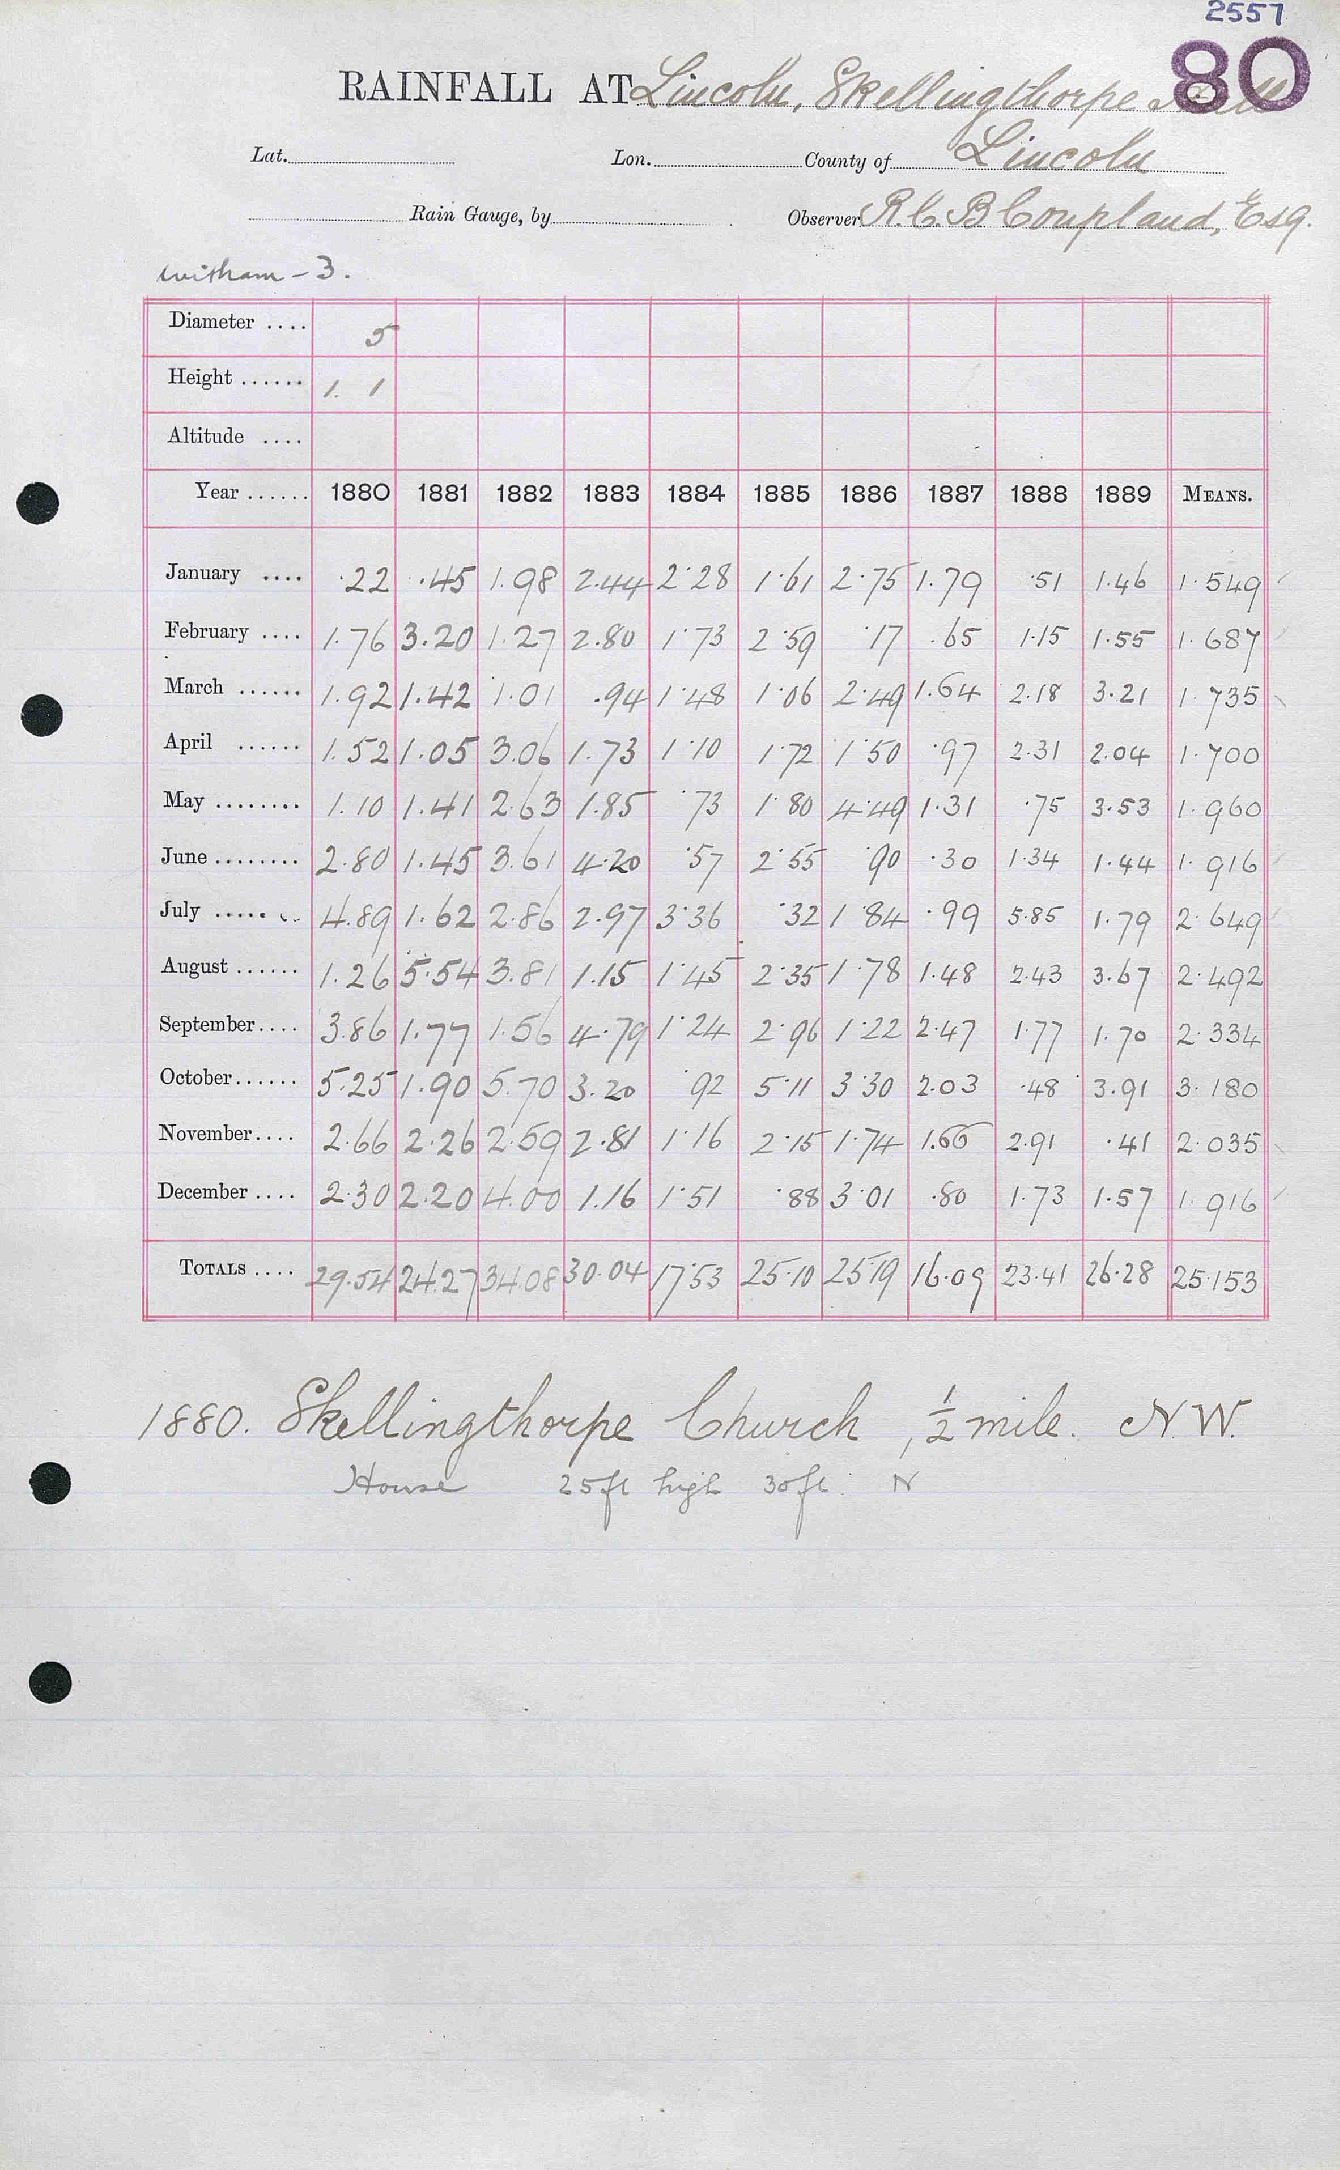 2557
80
RAINFALL AT Lincoln, Skellingthorpe
Lat. Lon. County of Lincoln
Rain Gauge, by Observer R. C. B Coupland, Esq.
Witham - 3.
Diameter .... 5
Height ...... 1. 1
Altitude ....
Year ...... 1880 1881 1882 1883 1884 1885 1886 1887 1888 1889 MEANS.
January .... .22 .45 1.98 2.44 2.28 1.61 2.75 1.79 .51 1.46 1.549
February .... 1.76 3.20 1.27 2.80 1.73 2.59 .17 .65 1.15 1.55 1.687
March ...... 1.92 1.42 1.01 .94 1.48 1.06 2.49 1.64 2.18 3.21 1.735
April ...... 1.52 1.05 3.06 1.73 1.10 1.72 1.50 .97 2.31 2.04 1.700
May ........ 1.10 1.41 2.63 1.85 .73 1.80 4.49 1.31 .75 3.53 1.960
June ........ 2.80 1.45 3.61 4.20 .57 2.55 .90 .30 1.34 1.44 1.916
July ...... 4.89 1.62 2.86 2.97 3.36 .32 1.84 .99 5.85 1.79 2.649
August ...... 1.26 5.54 3.81 1.15 1.45 2.35 1.78 1.48 2.43 3.67 2.492
September.... 3.86 1.77 1.56 4.79 1.24 2.96 1.22 2.47 1.77 1.70 2.334
October...... 5.25 1.90 5.70 3.20 .92 5.11 3.30 2.03 .48 3.91 3.180
November.... 2.66 2.26 2.59 2.81 1.16 2.15 1.74 1.66 2.91 .41 2.035
December .... 2.30 2.20 4.00 1.16 1.51 .88 3.01 .80 1.73 1.57 1.916
TOTALS .... 29.54 24.27 34.08 30.04 17.53 25.10 25.19 16.09 23.41 26.28 25.153
1880. Skellingthorpe Church, ½ mile. N.W.
House 25ft high 30ft. N